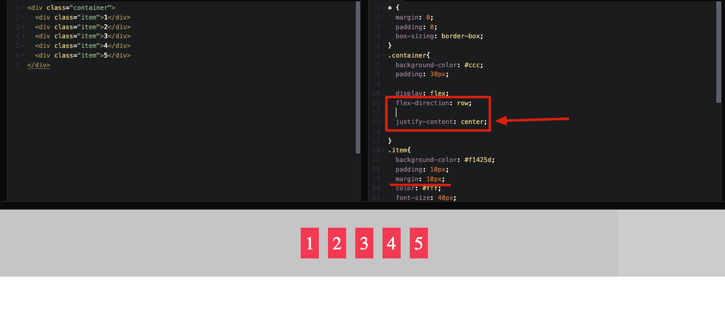 <div class="container">
<div class="item">1</div>
<div class="item">2</div>
<div class="item">3</div>
<div class="item">4</div>
<div class="item">5</div>
</div>
* {
margin: 0;
padding: 0;
box-sizing: border-box;
}
.container{
background-color: #ccc;
padding: 30px;
display: flex;
flex-direction: row;
justify-content: center;
}
.item{
background-color: #f1425d;
padding: 10px;
margin: 10px;
color: #fff;
font-size: 40px;
1 2 3 4 5